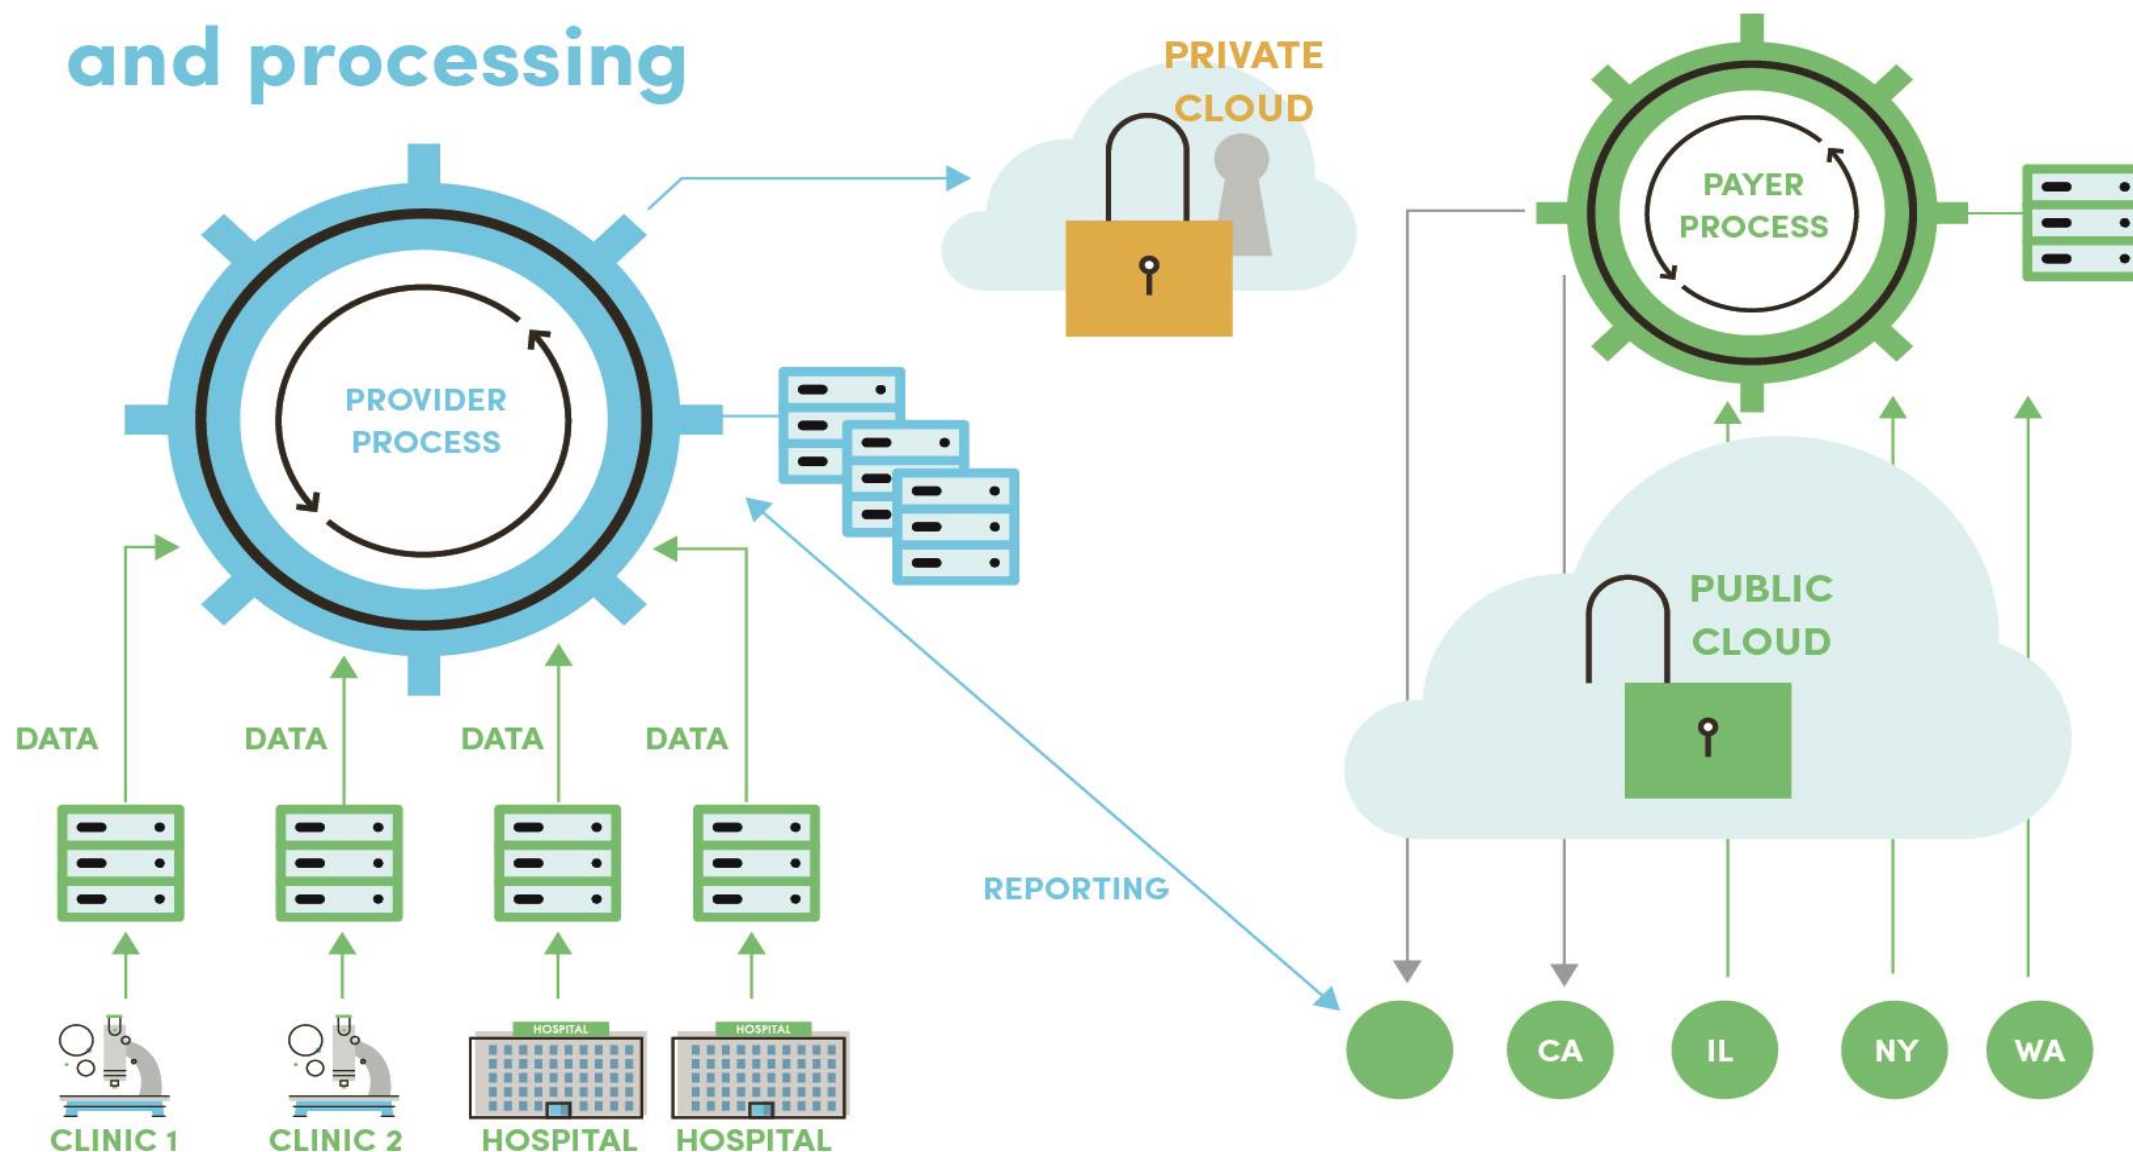 and processing
PRIVATE
CLOUD
PAYER
PROCESS
PROVIDER
PROCESS
PUBLIC
CLOUD
DATA
DATA
DATA
DATA
REPORTING
HOSPITAL
HOSPITAL
CA
IL
NY
WA
CLINIC 1
CLINIC 2
HOSPITAL
HOSPITAL